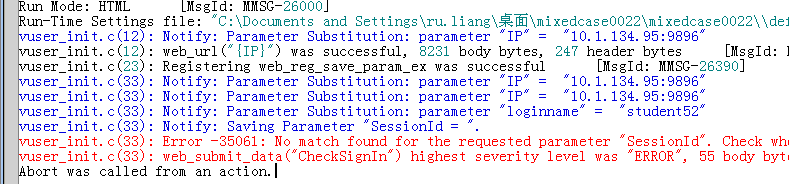 Run Mode: HTML [MsgId: MMSG-26000]
Run-Time Settings file: "C:\Documents and Settings\ru.liang\桌面\mixedcase0022\mixedcase0022\\def
vuser_init.c(12): Notify: Parameter Substitution: parameter "IP" = "10.1.134.95:9896"
vuser_init.c(12): web_url("{IP}") was successful, 8231 body bytes, 247 header bytes [MsgId:
vuser_init.c(23): Registering web_reg_save_param_ex was successful [MsgId: MMSG-26390]
vuser_init.c(33): Notify: Parameter Substitution: parameter "IP" = "10.1.134.95:9896"
vuser_init.c(33): Notify: Parameter Substitution: parameter "IP" = "10.1.134.95:9896"
vuser_init.c(33): Notify: Parameter Substitution: parameter "loginname" = "student52"
vuser_init.c(33): Notify: Saving Parameter "SessionId = ".
vuser_init.c(33): Error -35061: No match found for the requested parameter "SessionId". Check whe
vuser_init.c(33): web_submit_data("CheckSignIn") highest severity level was "ERROR", 55 body byte
Abort was called from an action.